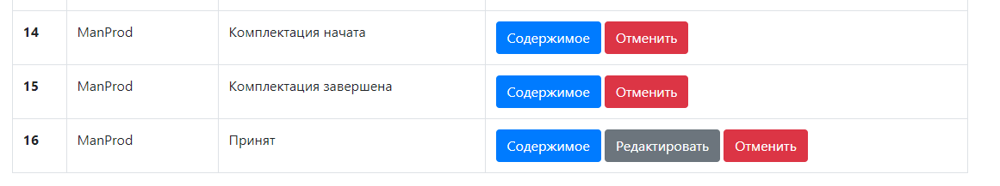 14 ManProd Комплектация начата Содержимое Отменить
15 ManProd Комплектация завершена Содержимое Отменить
16 ManProd Принят Содержимое Редактировать Отменить